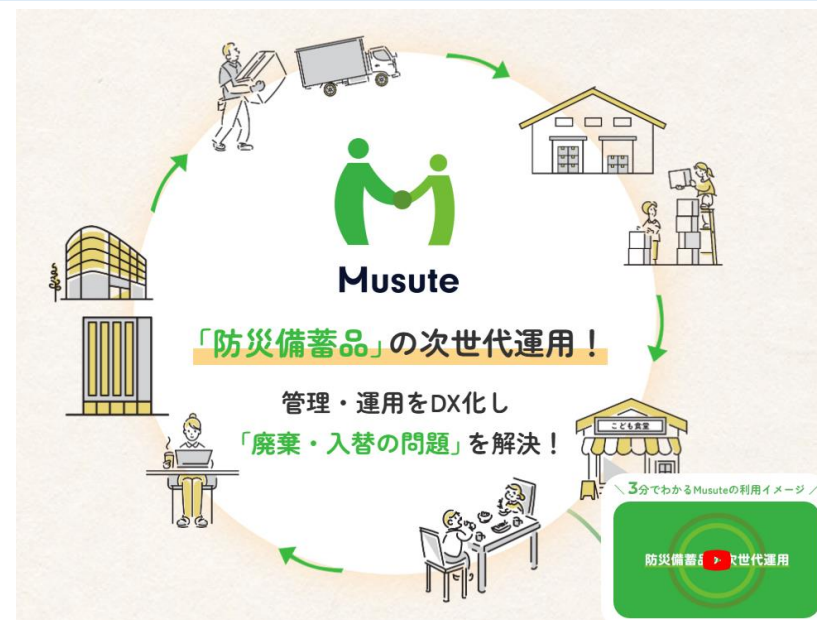 Musute
「防災備蓄品」の次世代運用！
管理・運用をDX化し
「廃棄・入替の問題」を解決！
こども食堂
＼ 3分でわかるMusuteの利用イメージ ／
防災備蓄 次世代運用